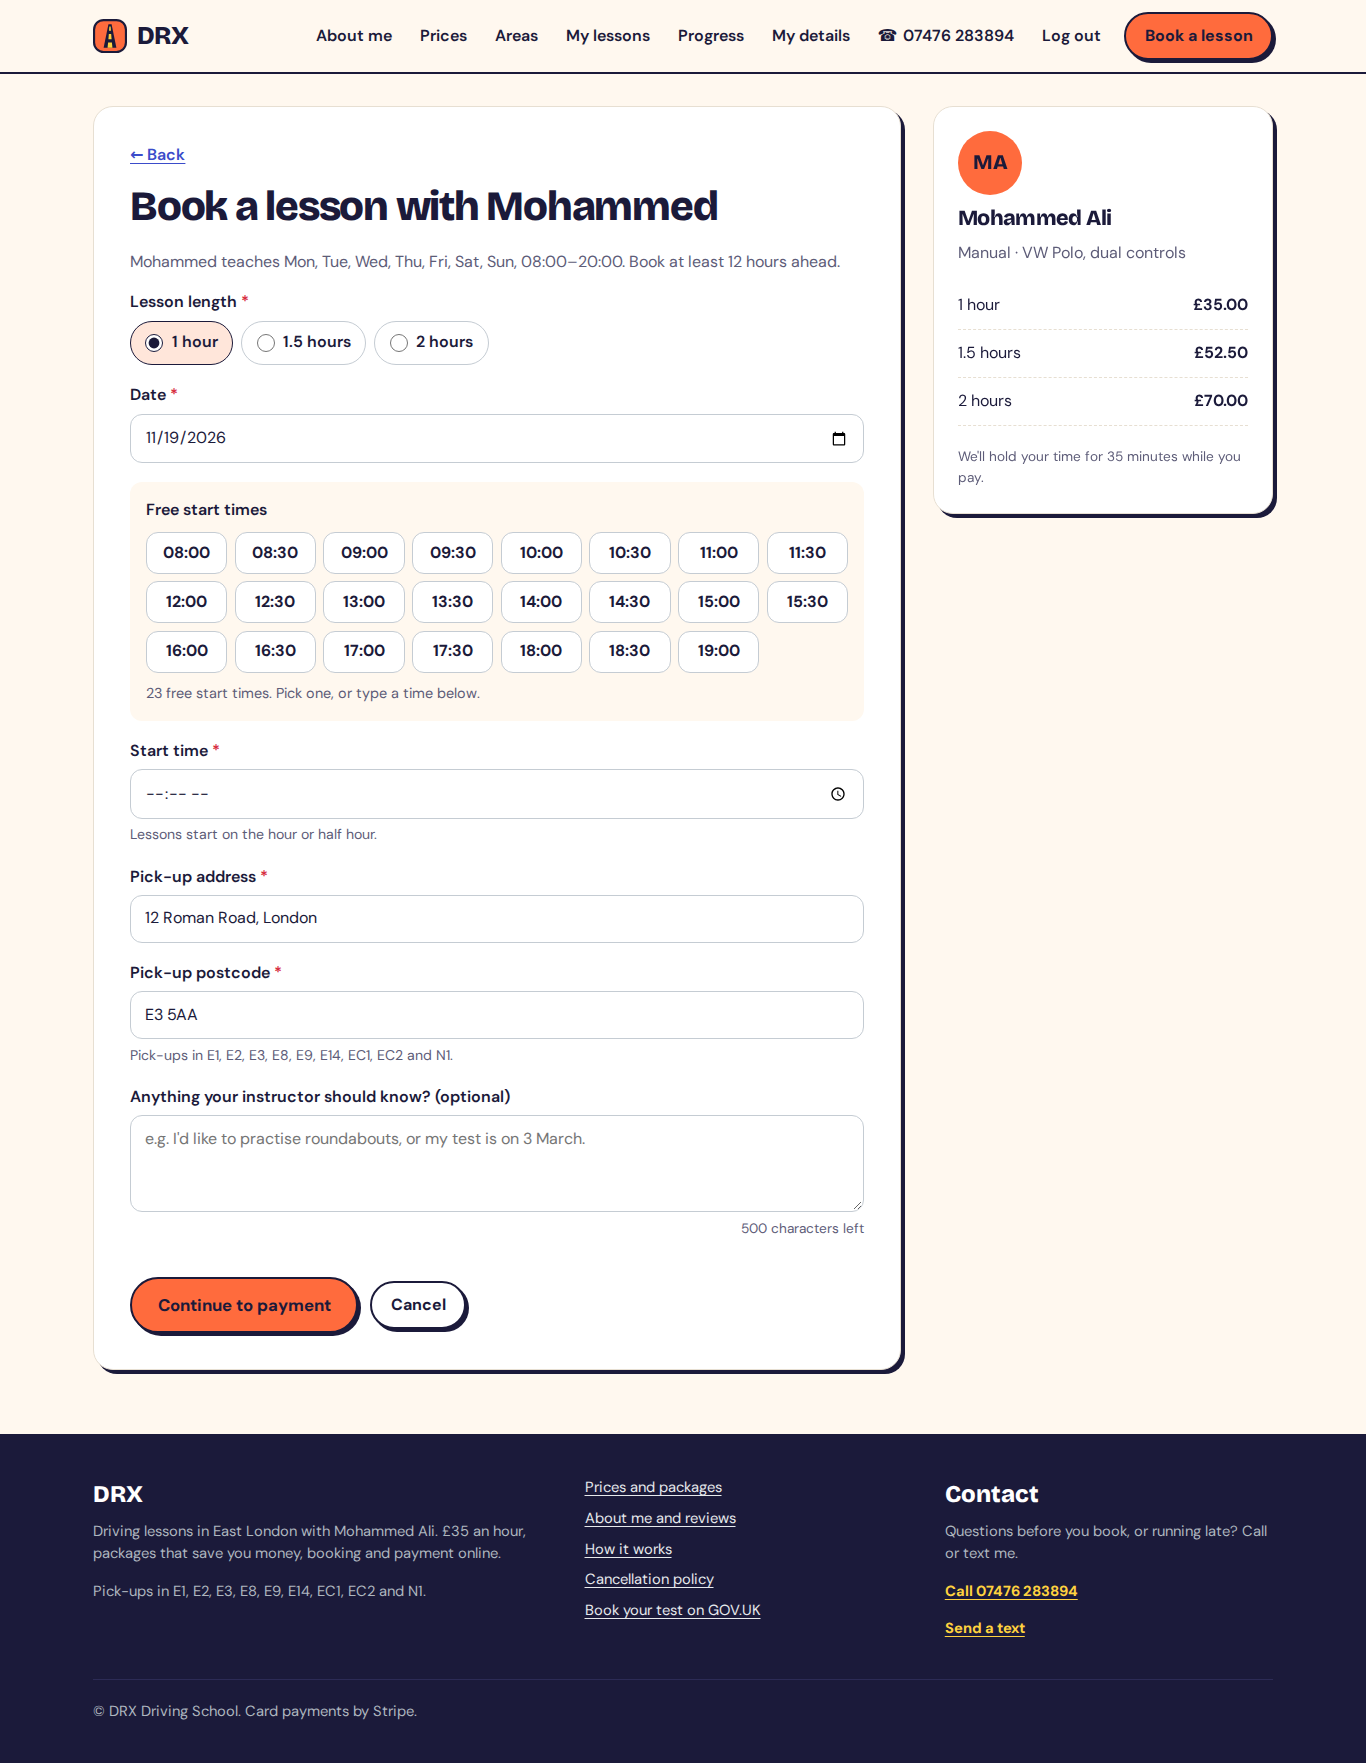 DRX
About me
Prices
Areas
My lessons
Progress
My details
☎ 07476 283894
Log out
Book a lesson
← Back
Book a lesson with Mohammed
Mohammed teaches Mon, Tue, Wed, Thu, Fri, Sat, Sun, 08:00–20:00. Book at least 12 hours ahead.
Lesson length *
1 hour
1.5 hours
2 hours
Date *
11/19/2026
Free start times
08:00 08:30 09:00 09:30 10:00 10:30 11:00 11:30
12:00 12:30 13:00 13:30 14:00 14:30 15:00 15:30
16:00 16:30 17:00 17:30 18:00 18:30 19:00
23 free start times. Pick one, or type a time below.
Start time *
--:-- --
Lessons start on the hour or half hour.
Pick-up address *
12 Roman Road, London
Pick-up postcode *
E3 5AA
Pick-ups in E1, E2, E3, E8, E9, E14, EC1, EC2 and N1.
Anything your instructor should know? (optional)
e.g. I'd like to practise roundabouts, or my test is on 3 March.
500 characters left
Continue to payment
Cancel
MA
Mohammed Ali
Manual · VW Polo, dual controls
1 hour £35.00
1.5 hours £52.50
2 hours £70.00
We'll hold your time for 35 minutes while you
pay.
DRX
Driving lessons in East London with Mohammed Ali. £35 an hour,
packages that save you money, booking and payment online.
Pick-ups in E1, E2, E3, E8, E9, E14, EC1, EC2 and N1.
Prices and packages
About me and reviews
How it works
Cancellation policy
Book your test on GOV.UK
Contact
Questions before you book, or running late? Call
or text me.
Call 07476 283894
Send a text
© DRX Driving School. Card payments by Stripe.